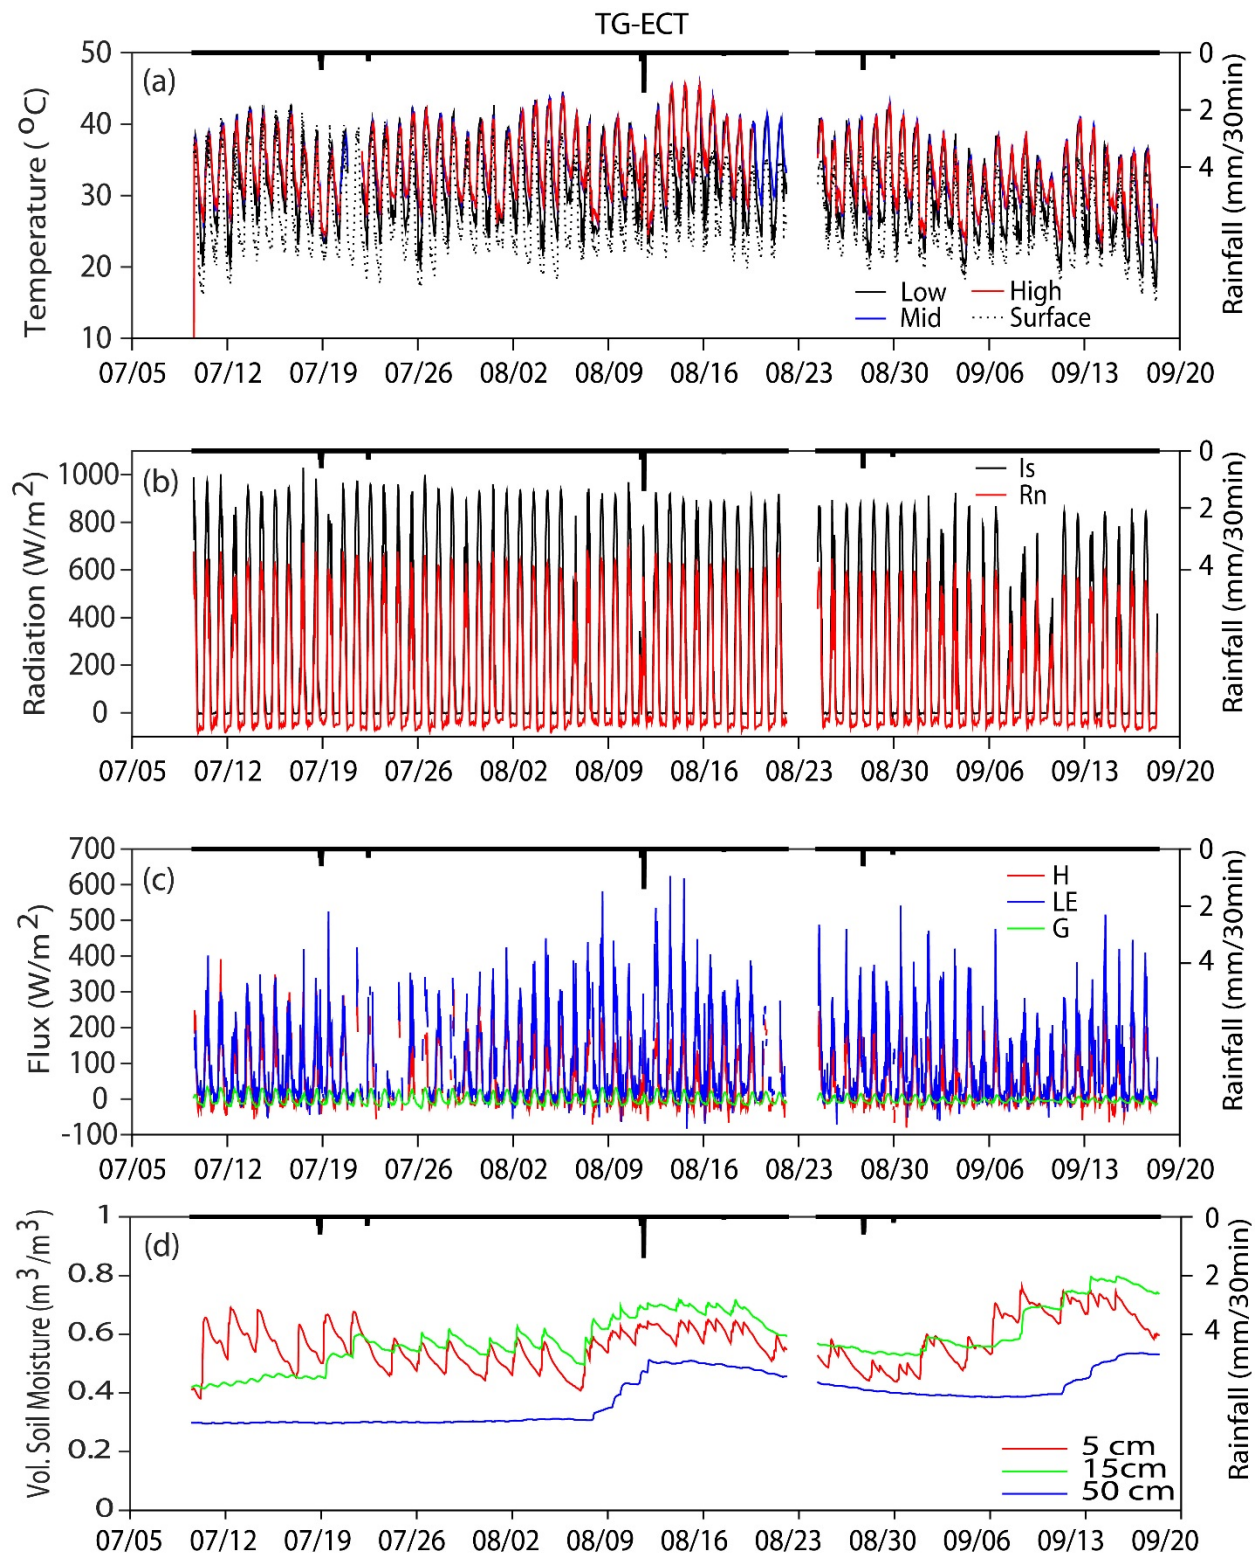 TG-ECT
(a)
Temperature ( °C)
50
40
30
20
10
0
2
4
Rainfall (mm/30min)
Low
High
Mid
Surface
07/05 07/12 07/19 07/26 08/02 08/09 08/16 08/23 08/30 09/06 09/13 09/20
(b)
Radiation (W/m²)
1000
800
600
400
200
0
0
2
4
Rainfall (mm/30min)
Is
Rn
07/05 07/12 07/19 07/26 08/02 08/09 08/16 08/23 08/30 09/06 09/13 09/20
(c)
Flux (W/m²)
700
600
500
400
300
200
100
0
-100
0
2
4
Rainfall (mm/30min)
H
LE
G
07/05 07/12 07/19 07/26 08/02 08/09 08/16 08/23 08/30 09/06 09/13 09/20
(d)
Vol. Soil Moisture (m³/m³)
1
0.8
0.6
0.4
0.2
0
0
2
4
Rainfall (mm/30min)
5 cm
15cm
50 cm
07/05 07/12 07/19 07/26 08/02 08/09 08/16 08/23 08/30 09/06 09/13 09/20